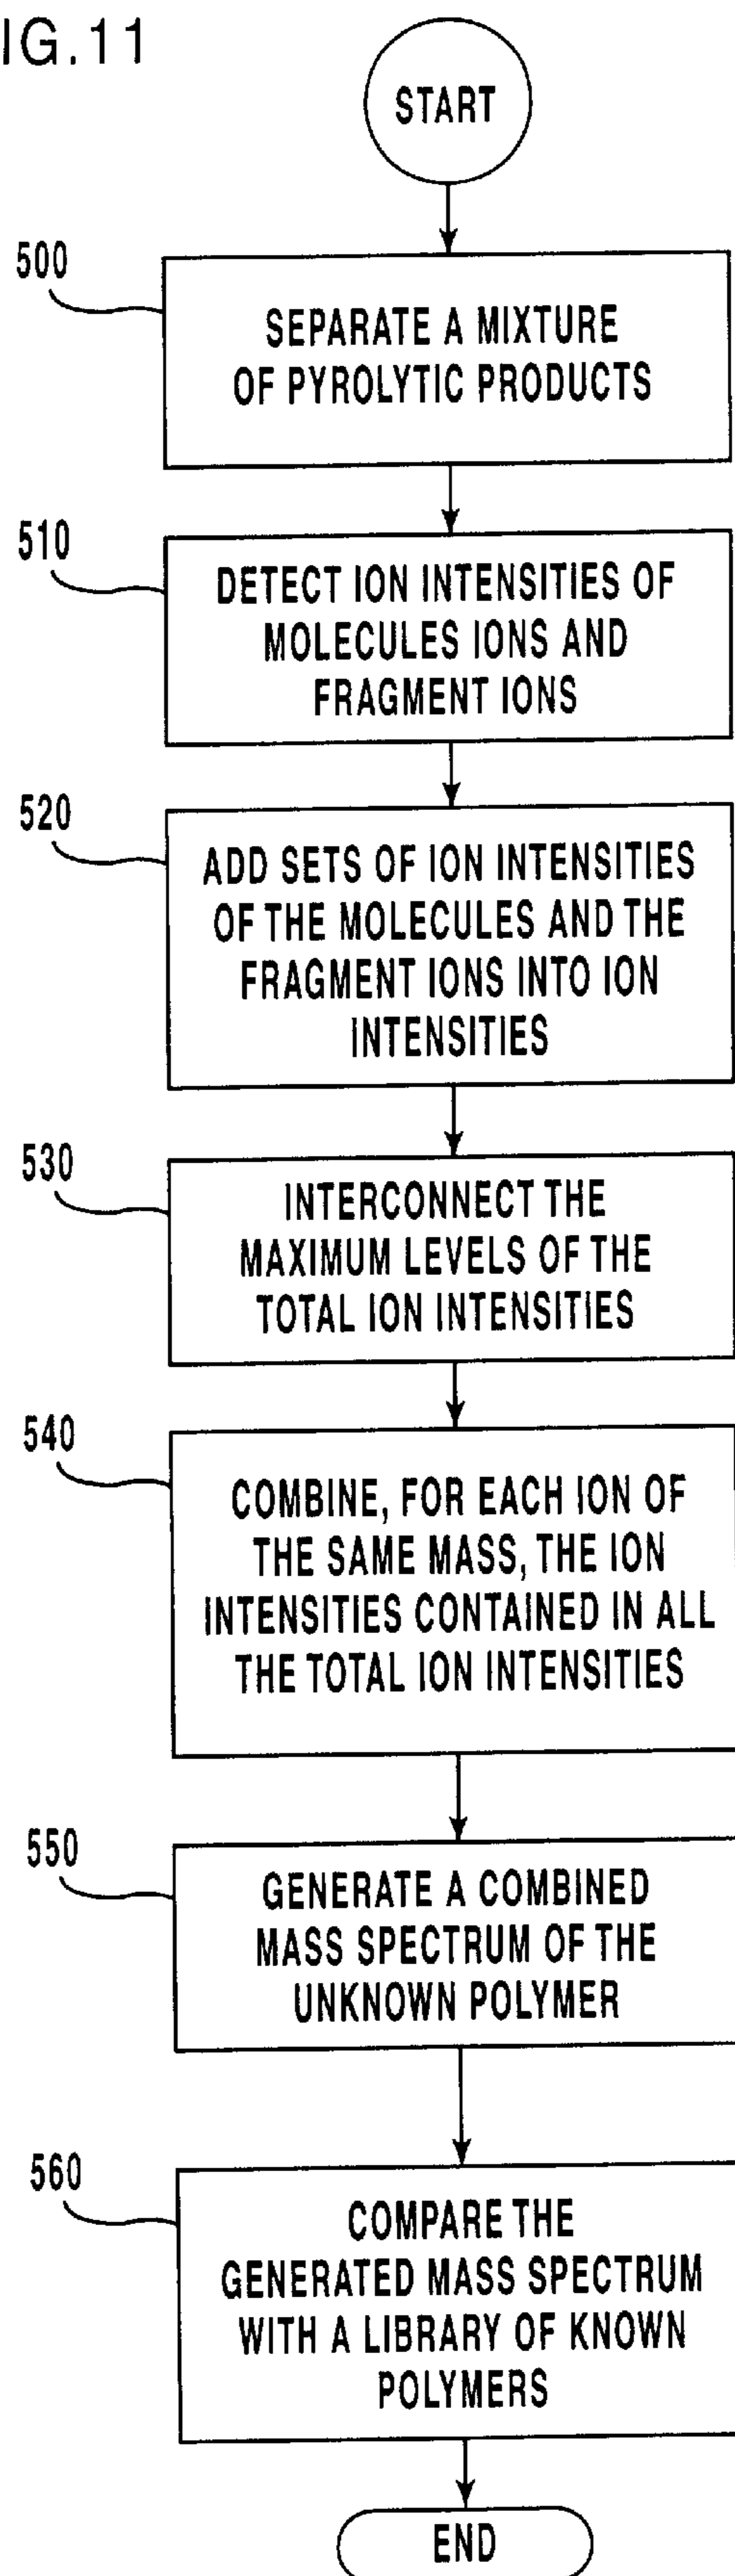 IG.11
START
500
SEPARATE A MIXTURE
OF PYROLYTIC PRODUCTS
510
DETECT ION INTENSITIES OF
MOLECULES IONS AND
FRAGMENT IONS
520
ADD SETS OF ION INTENSITIES
OF THE MOLECULES AND THE
FRAGMENT IONS INTO ION
INTENSITIES
530
INTERCONNECT THE
MAXIMUM LEVELS OF THE
TOTAL ION INTENSITIES
540
COMBINE, FOR EACH ION OF
THE SAME MASS, THE ION
INTENSITIES CONTAINED IN ALL
THE TOTAL ION INTENSITIES
550
GENERATE A COMBINED
MASS SPECTRUM OF THE
UNKNOWN POLYMER
560
COMPARE THE
GENERATED MASS SPECTRUM
WITH A LIBRARY OF KNOWN
POLYMERS
END